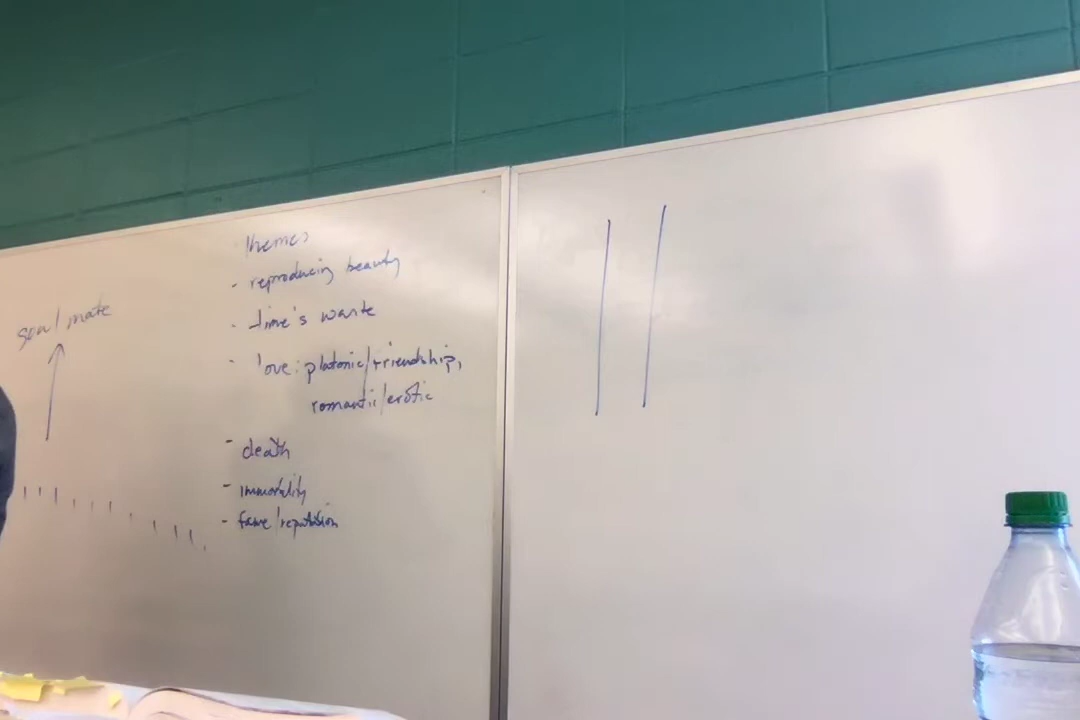 soul mate
themes
- reproducing beauty
- time's waste
- love: platonic/friendship,
romantic/erotic
- death
- immortality
- fame/reputation